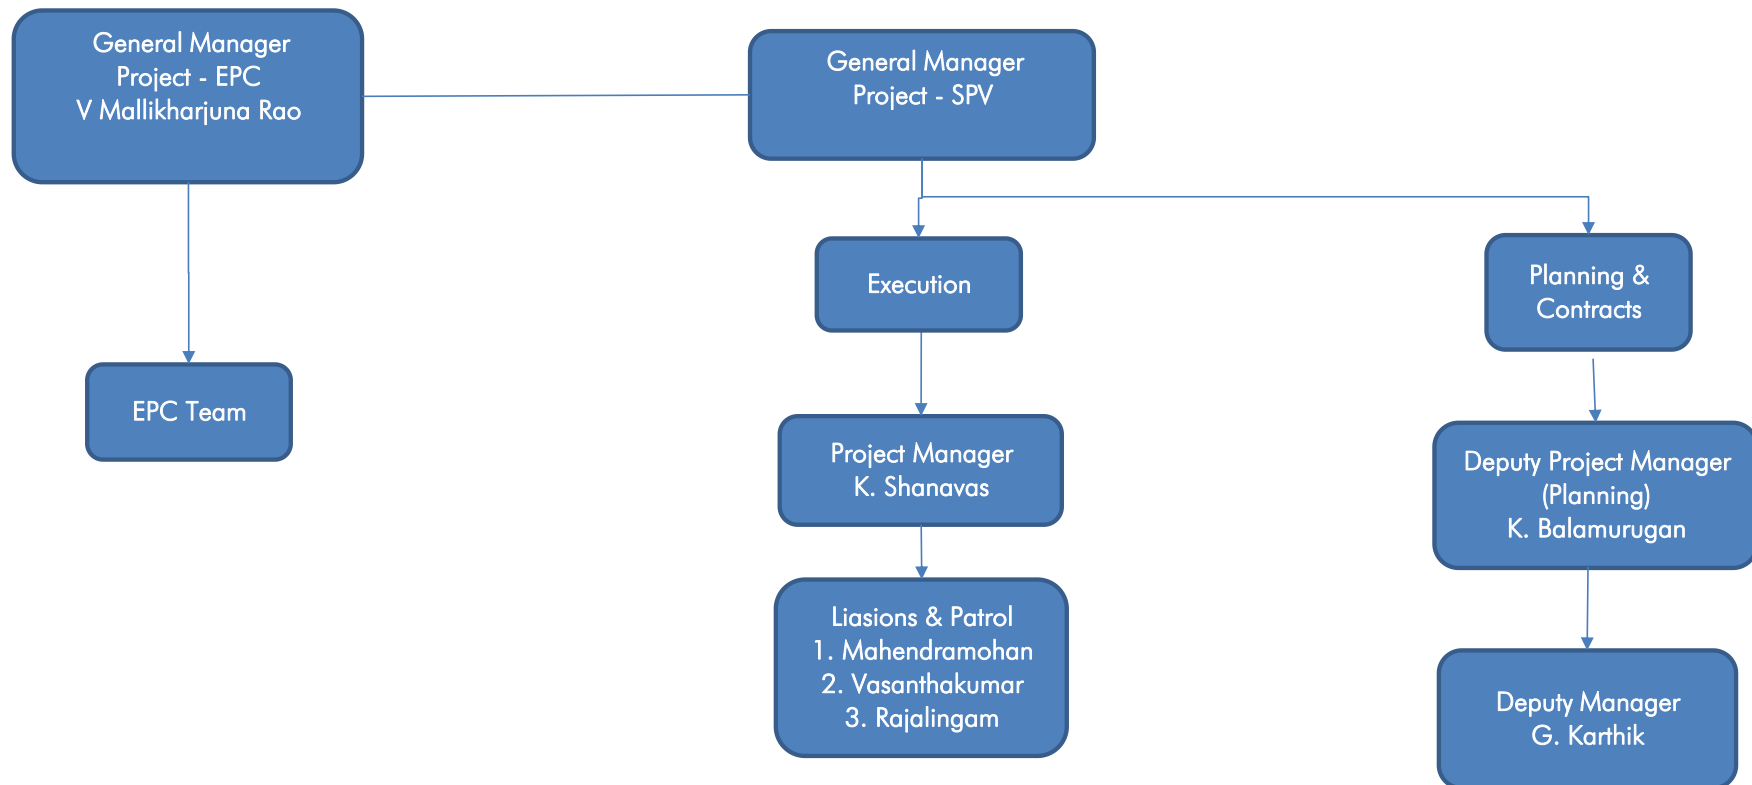 General Manager
Project - EPC
V Mallikharjuna Rao
General Manager
Project - SPV
Execution
Planning &
Contracts
EPC Team
Project Manager
K. Shanavas
Deputy Project Manager
(Planning)
K. Balamurugan
Liasions & Patrol
1. Mahendramohan
2. Vasanthakumar
3. Rajalingam
Deputy Manager
G. Karthik